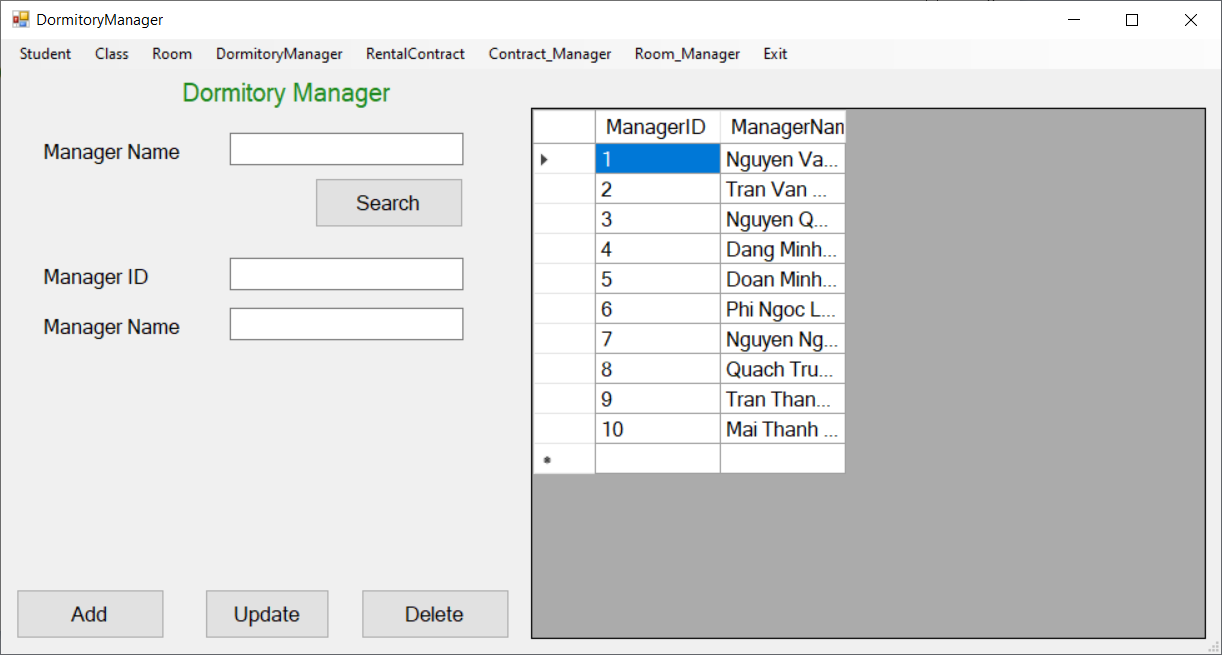 DormitoryManager
Student Class Room DormitoryManager RentalContract Contract_Manager Room_Manager Exit
Dormitory Manager
Manager Name
Search
Manager ID
Manager Name
Add Update Delete
ManagerID ManagerNam
1 Nguyen Va...
2 Tran Van ...
3 Nguyen Q...
4 Dang Minh...
5 Doan Minh...
6 Phi Ngoc L...
7 Nguyen Ng...
8 Quach Tru...
9 Tran Than...
10 Mai Thanh ...